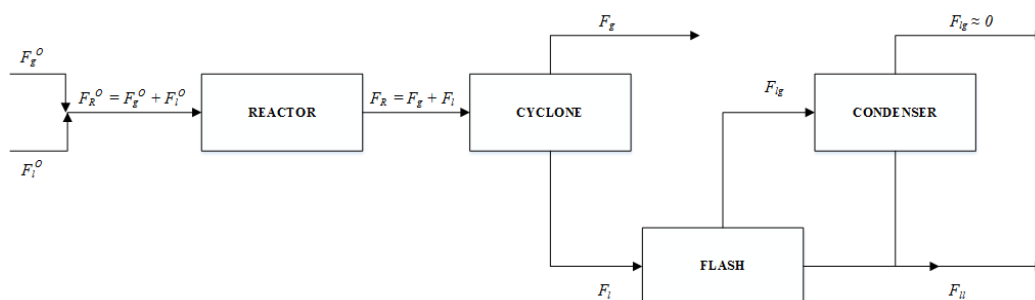 F_g^O
F_lg ≈ 0
F_g
F_R^O = F_g^O + F_l^O
REACTOR
F_R = F_g + F_l
CYCLONE
F_lg
CONDENSER
F_l^O
FLASH
F_l
F_ll